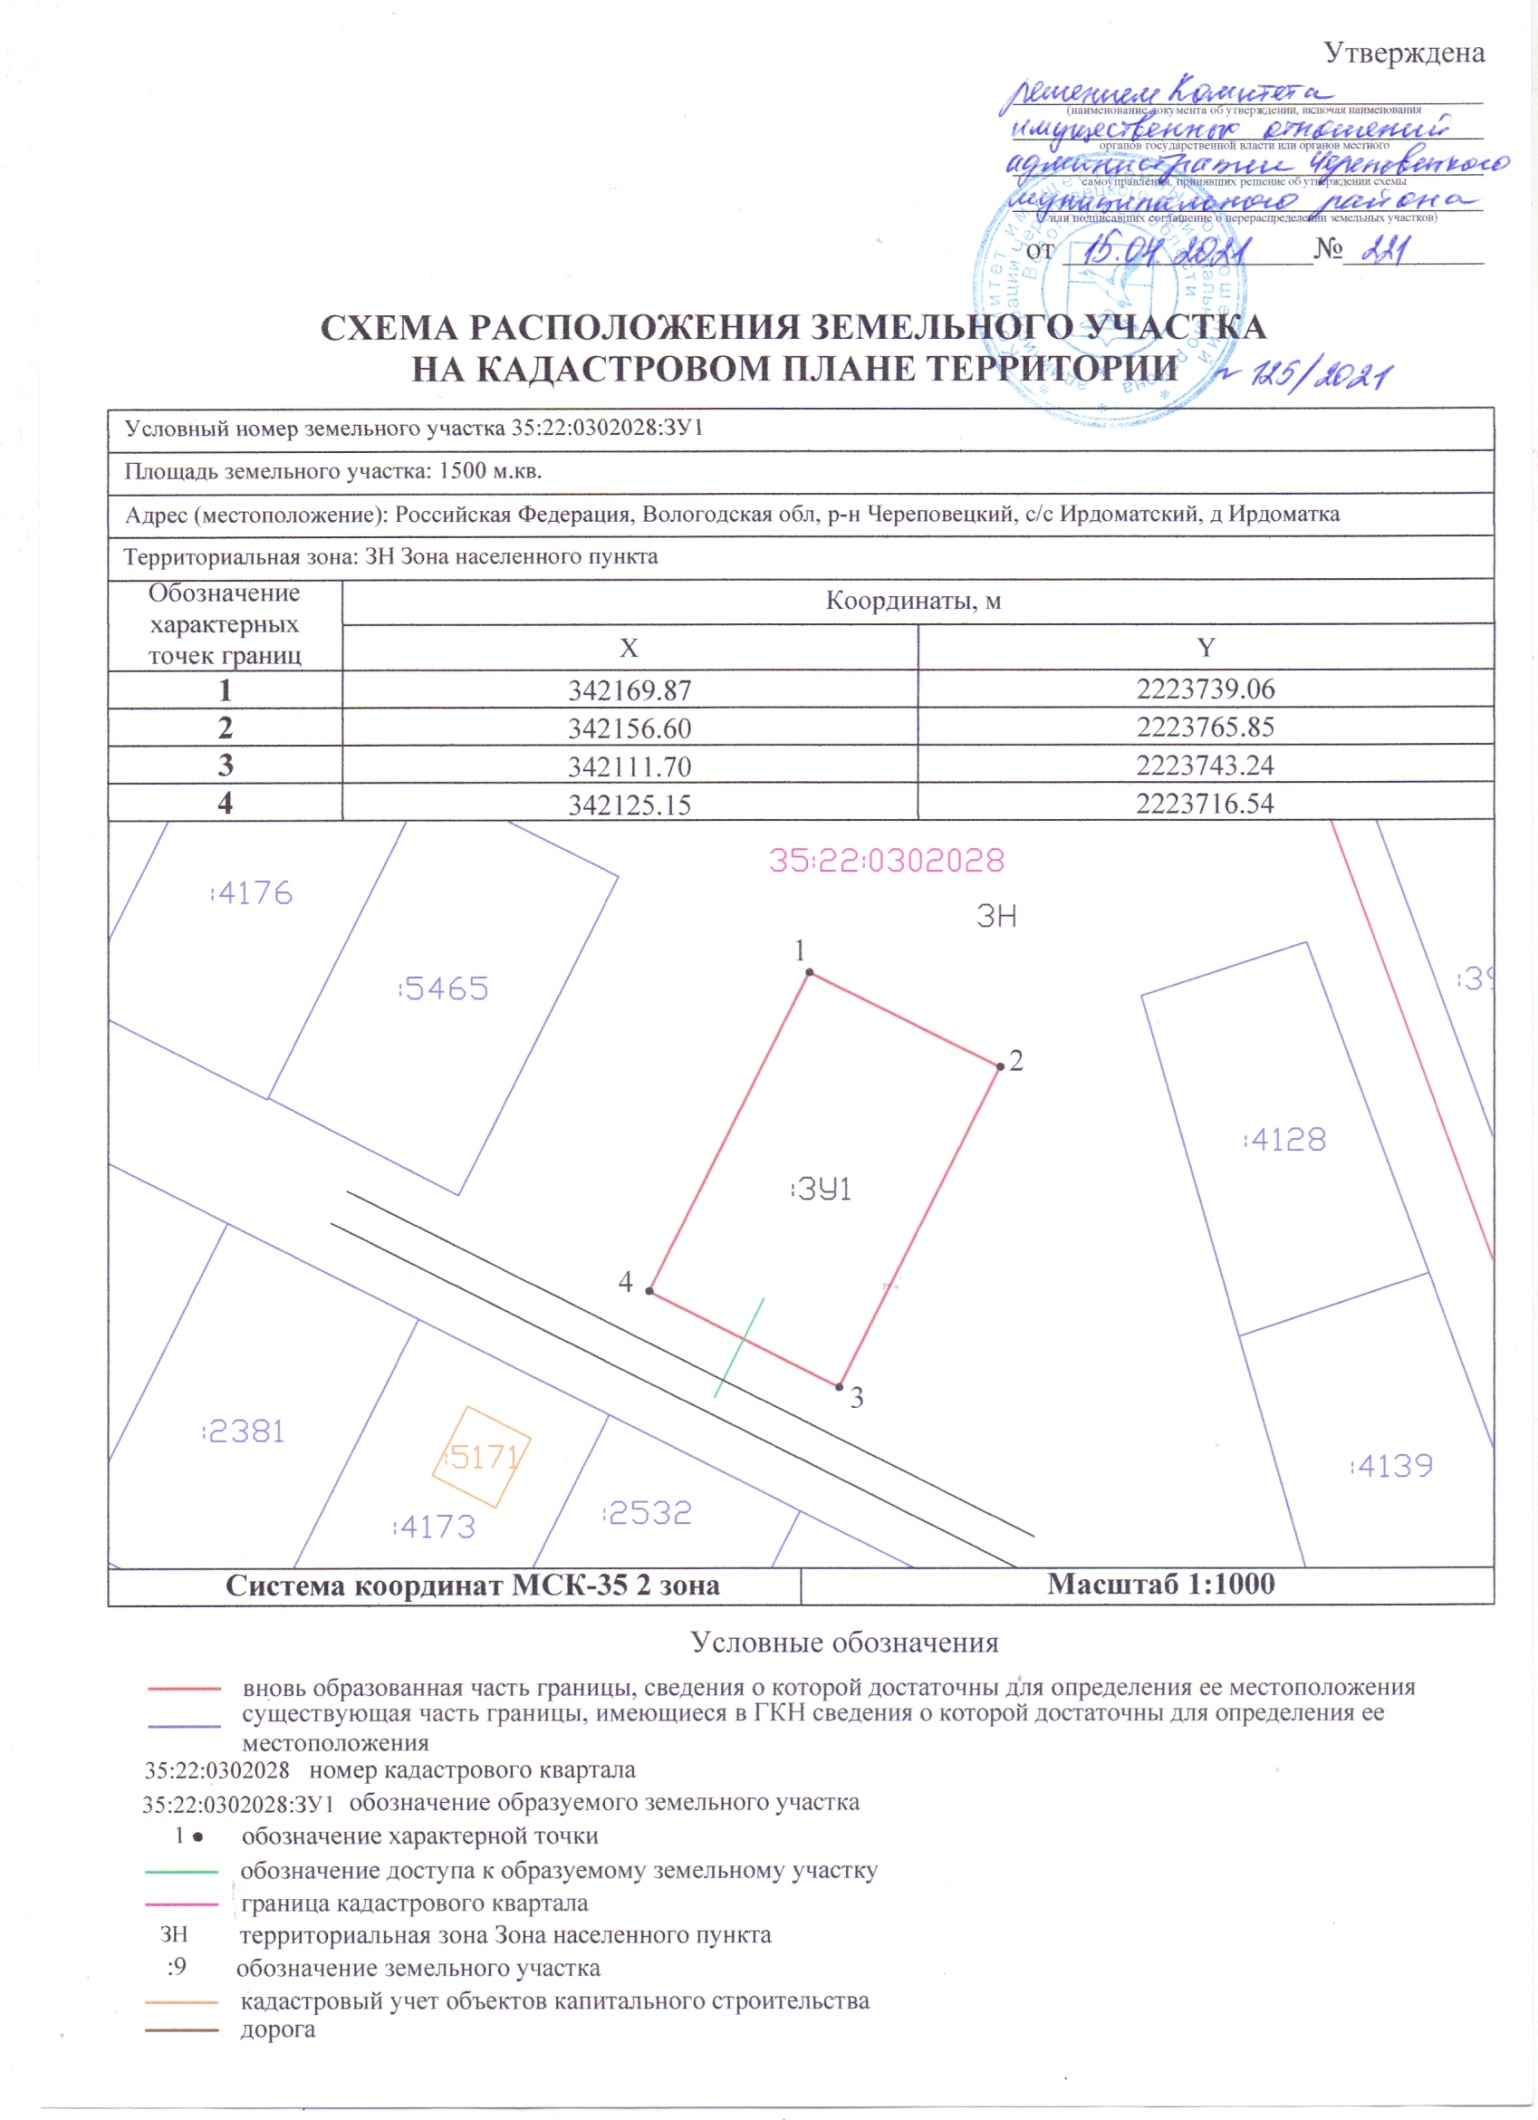 Утверждена
решением Комитета
(наименование документа об утверждении, включая наименования
имущественных отношений
органов государственной власти или органов местного
администрации Череповецкого
самоуправления, принявших решение об утверждении схемы
муниципального района
или подписавших соглашение о перераспределении земельных участков)
от 15.04.2021 № 221
СХЕМА РАСПОЛОЖЕНИЯ ЗЕМЕЛЬНОГО УЧАСТКА
НА КАДАСТРОВОМ ПЛАНЕ ТЕРРИТОРИИ
125/2021
Условный номер земельного участка 35:22:0302028:ЗУ1
Площадь земельного участка: 1500 м.кв.
Адрес (местоположение): Российская Федерация, Вологодская обл, р-н Череповецкий, с/с Ирдоматский, д Ирдоматка
Территориальная зона: ЗН Зона населенного пункта
Обозначение
характерных
точек границ
Координаты, м
X Y
1 342169.87 2223739.06
2 342156.60 2223765.85
3 342111.70 2223743.24
4 342125.15 2223716.54
35:22:0302028
:4176
ЗН
1
:5465
:39
2
:4128
:ЗУ1
4
3
:2381
:5171
:4139
:4173
:2532
Система координат МСК-35 2 зона
Масштаб 1:1000
Условные обозначения
вновь образованная часть границы, сведения о которой достаточны для определения ее местоположения
существующая часть границы, имеющиеся в ГКН сведения о которой достаточны для определения ее
местоположения
35:22:0302028 номер кадастрового квартала
35:22:0302028:ЗУ1 обозначение образуемого земельного участка
1 ● обозначение характерной точки
обозначение доступа к образуемому земельному участку
граница кадастрового квартала
ЗН территориальная зона Зона населенного пункта
:9 обозначение земельного участка
кадастровый учет объектов капитального строительства
дорога